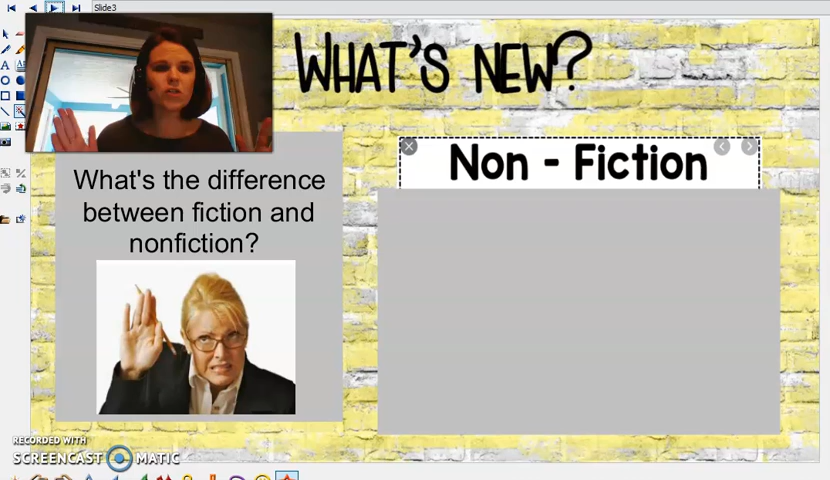 Slide3
WHAT'S NEW?
Non - Fiction
What's the difference
between fiction and
nonfiction?
RECORDED WITH
SCREENCAST MATIC